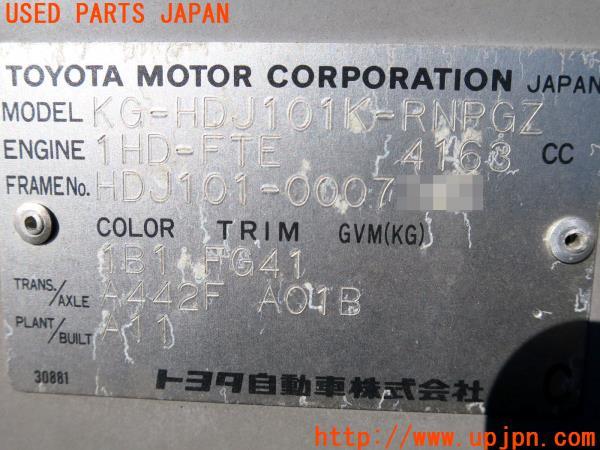 USED PARTS JAPAN
TOYOTA MOTOR CORPORATION JAPAN
MODEL KG-HDJ101K-RNPGZ
ENGINE 1HD-FTE 4163 CC
FRAME No. HDJ101-0007
COLOR TRIM GVM(KG)
1B1 FG41
TRANS./AXLE A442F A01B
PLANT/BUILT A11
30881 トヨタ自動車株式会社 C
http://www.upjpn.com/